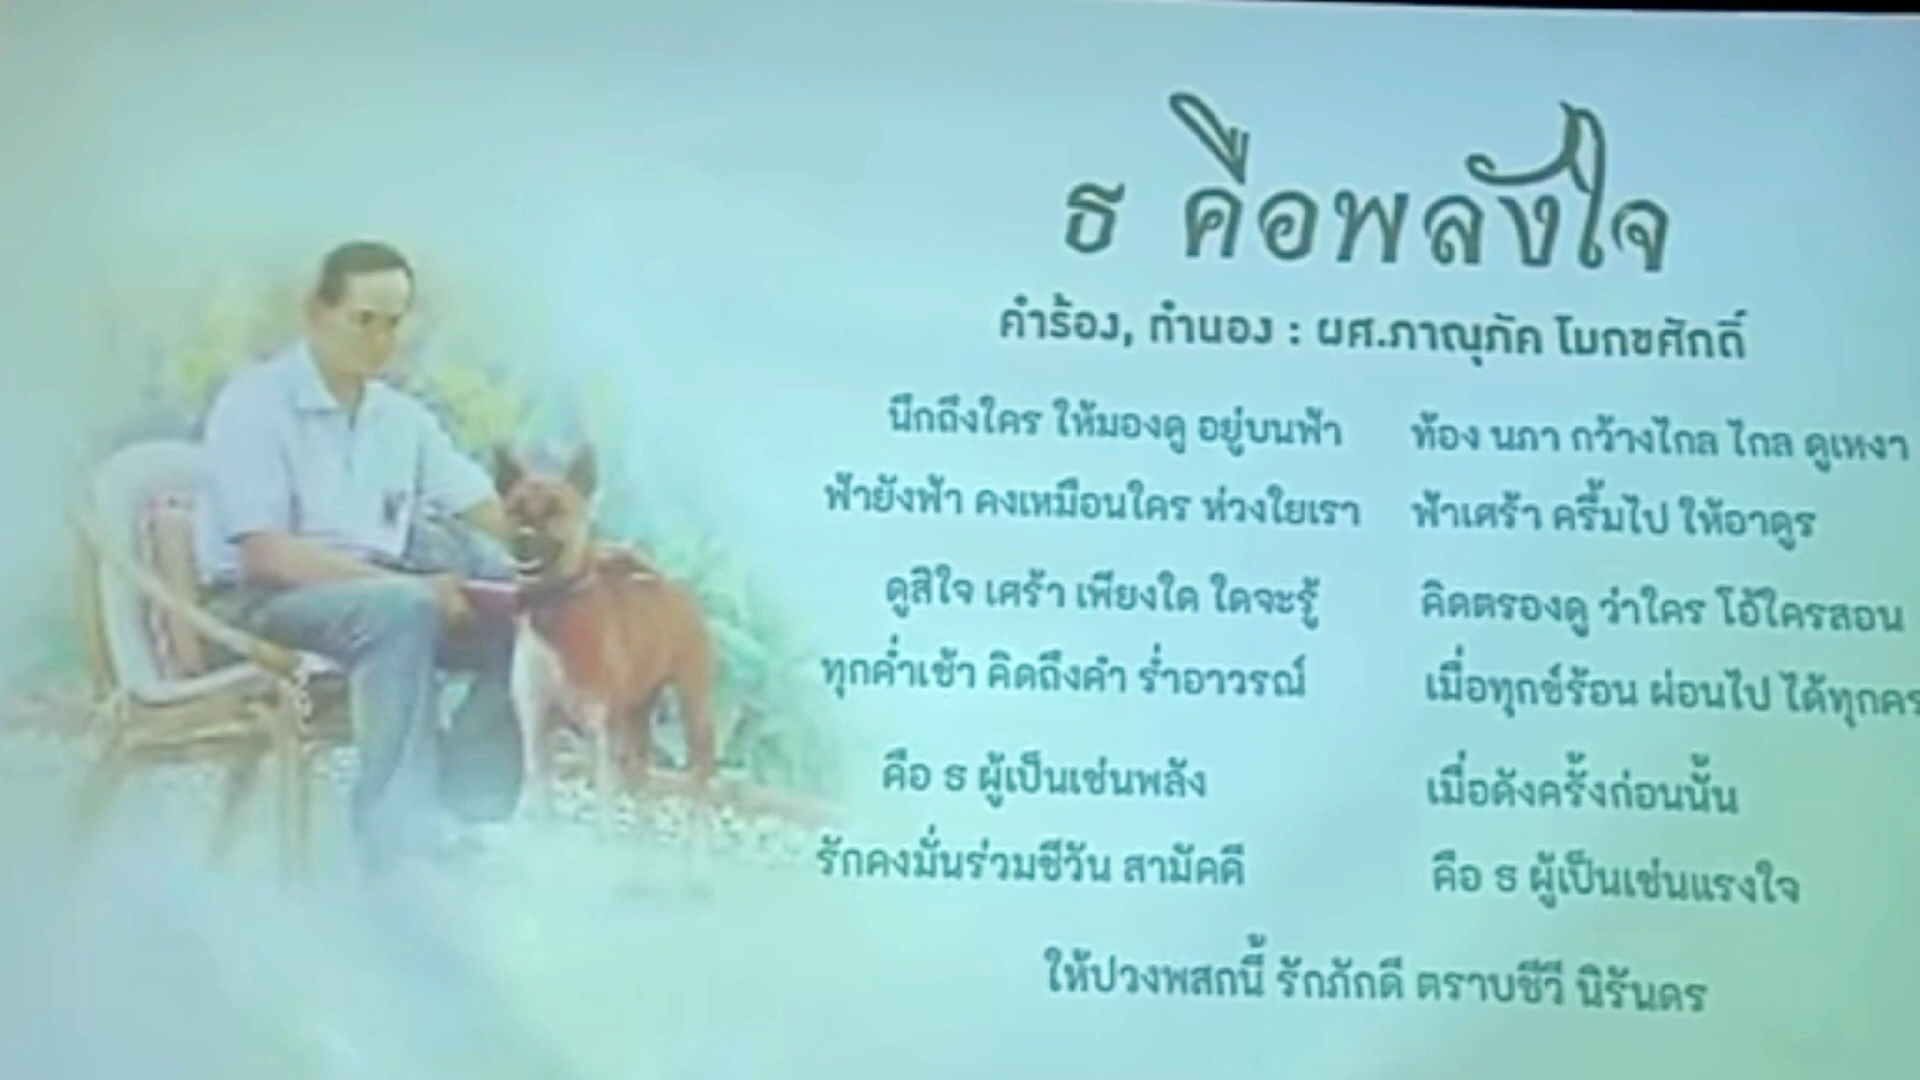 ธ คือพลังใจ
คำร้อง, ทำนอง : ผศ.ภาณุภัค โมกขศักดิ์
นึกถึงใคร ให้มองดู อยู่บนฟ้า ท้อง นภา กว้างไกล ไกล ดูเหงา
ฟ้ายังฟ้า คงเหมือนใคร ห่วงใยเรา ฟ้าเศร้า ครึ้มไป ให้อาดูร
ดูสิใจ เศร้า เพียงใด ใดจะรู้ คิดตรองดู ว่าใคร โอ้ใครสอน
ทุกค่ำเช้า คิดถึงคำ ร่ำอาวรณ์ เมื่อทุกข์ร้อน ผ่อนไป ได้ทุกคร
คือ ธ ผู้เป็นเช่นพลัง เมื่อดังครั้งก่อนนั้น
รักคงมั่นร่วมชีวัน สามัคคี คือ ธ ผู้เป็นเช่นแรงใจ
ให้ปวงพสกนี้ รักภักดี ตราบชีวี นิรันดร